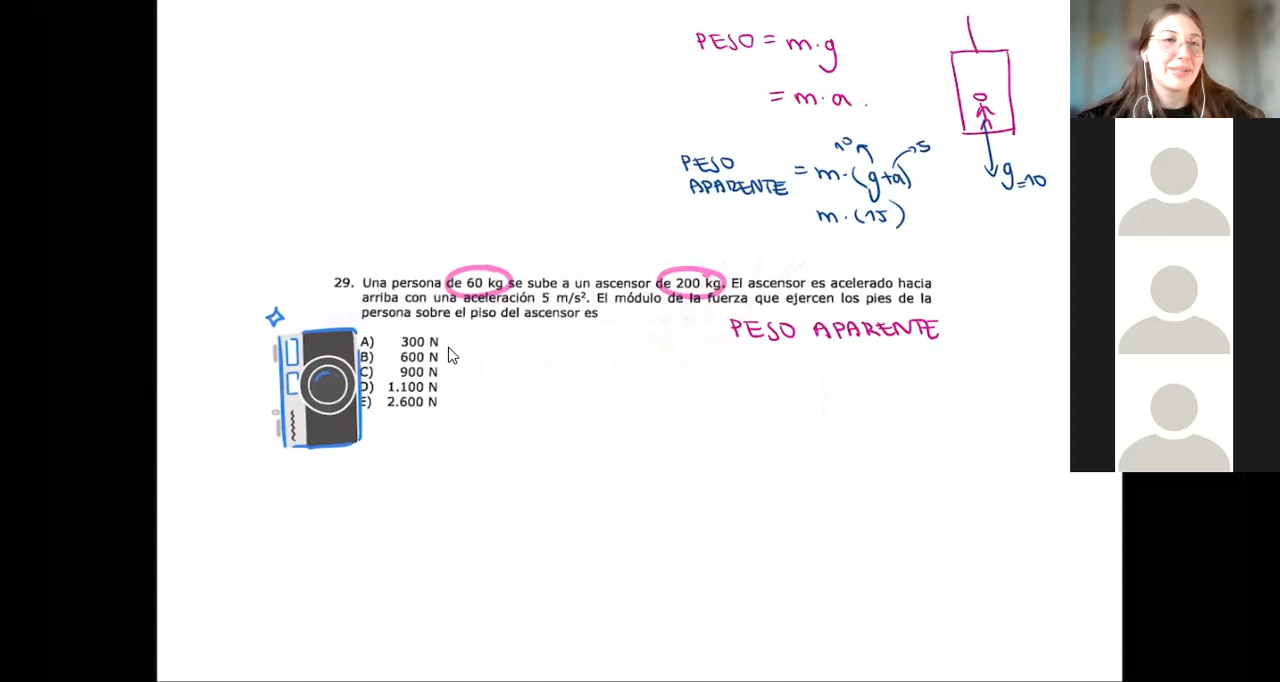 PESO = m·g
= m·a.
10
5
PESO
APARENTE
= m·(g+a)
g=10
m·(15)
29. Una persona de 60 kg se sube a un ascensor de 200 kg. El ascensor es acelerado hacia
arriba con una aceleración 5 m/s². El módulo de la fuerza que ejercen los pies de la
persona sobre el piso del ascensor es
PESO APARENTE
A) 300 N
B) 600 N
C) 900 N
D) 1.100 N
E) 2.600 N